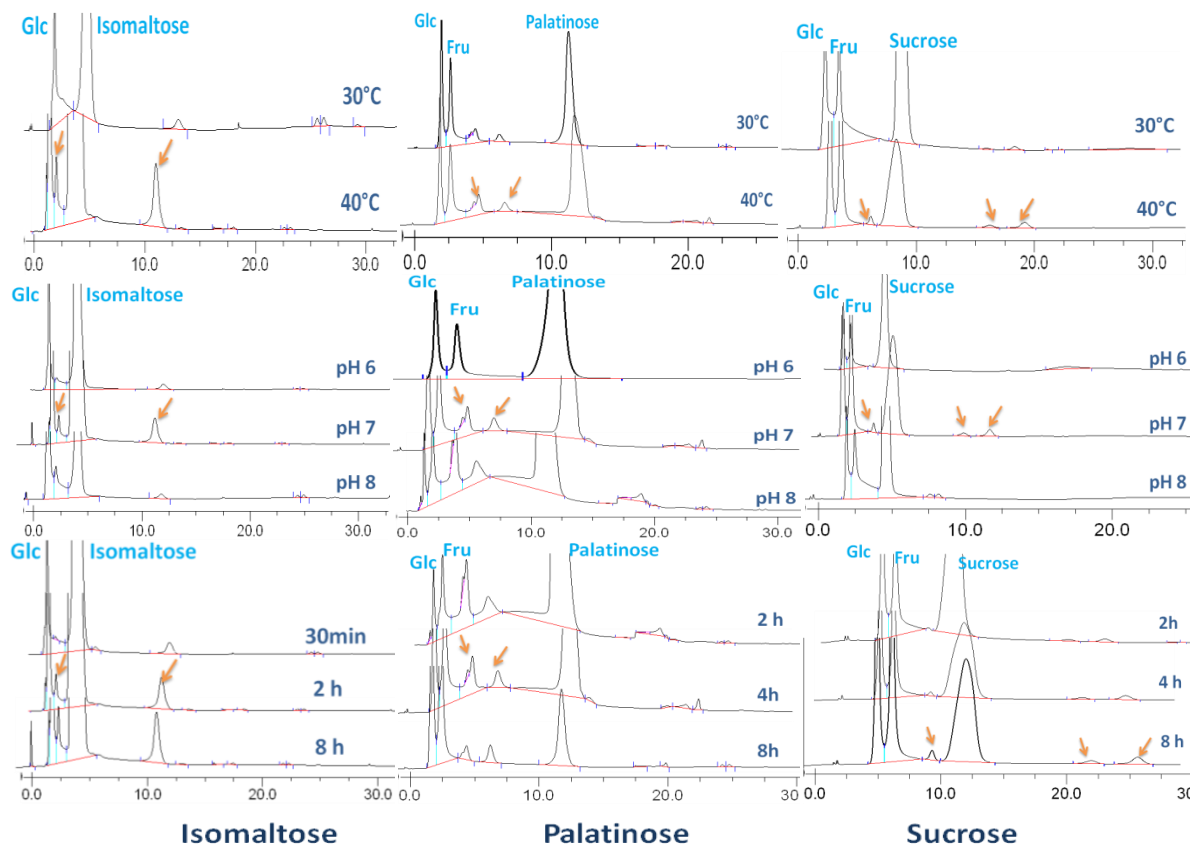 Glc Isomaltose
30°C
40°C
0.0 10.0 20.0 30.0
Glc Fru Palatinose
30°C
40°C
0.0 10.0 20.0
Glc Fru Sucrose
30°C
40°C
0.0 10.0 20.0 30.0
Glc Isomaltose
pH 6
pH 7
pH 8
0.0 10.0 20.0 30.0
Glc Fru Palatinose
pH 6
pH 7
pH 8
0.0 10.0 20.0 30.0
Glc Fru Sucrose
pH 6
pH 7
pH 8
0.0 5.0 10.0 15.0 20.0
Glc Isomaltose
30min
2 h
8 h
0.0 10.0 20.0 30.0
Glc Fru Palatinose
2 h
4h
8h
0.0 10.0 20.0 30.0
Glc Fru Sucrose
2h
4 h
8 h
0.0 10.0 20.0 30
Isomaltose Palatinose Sucrose